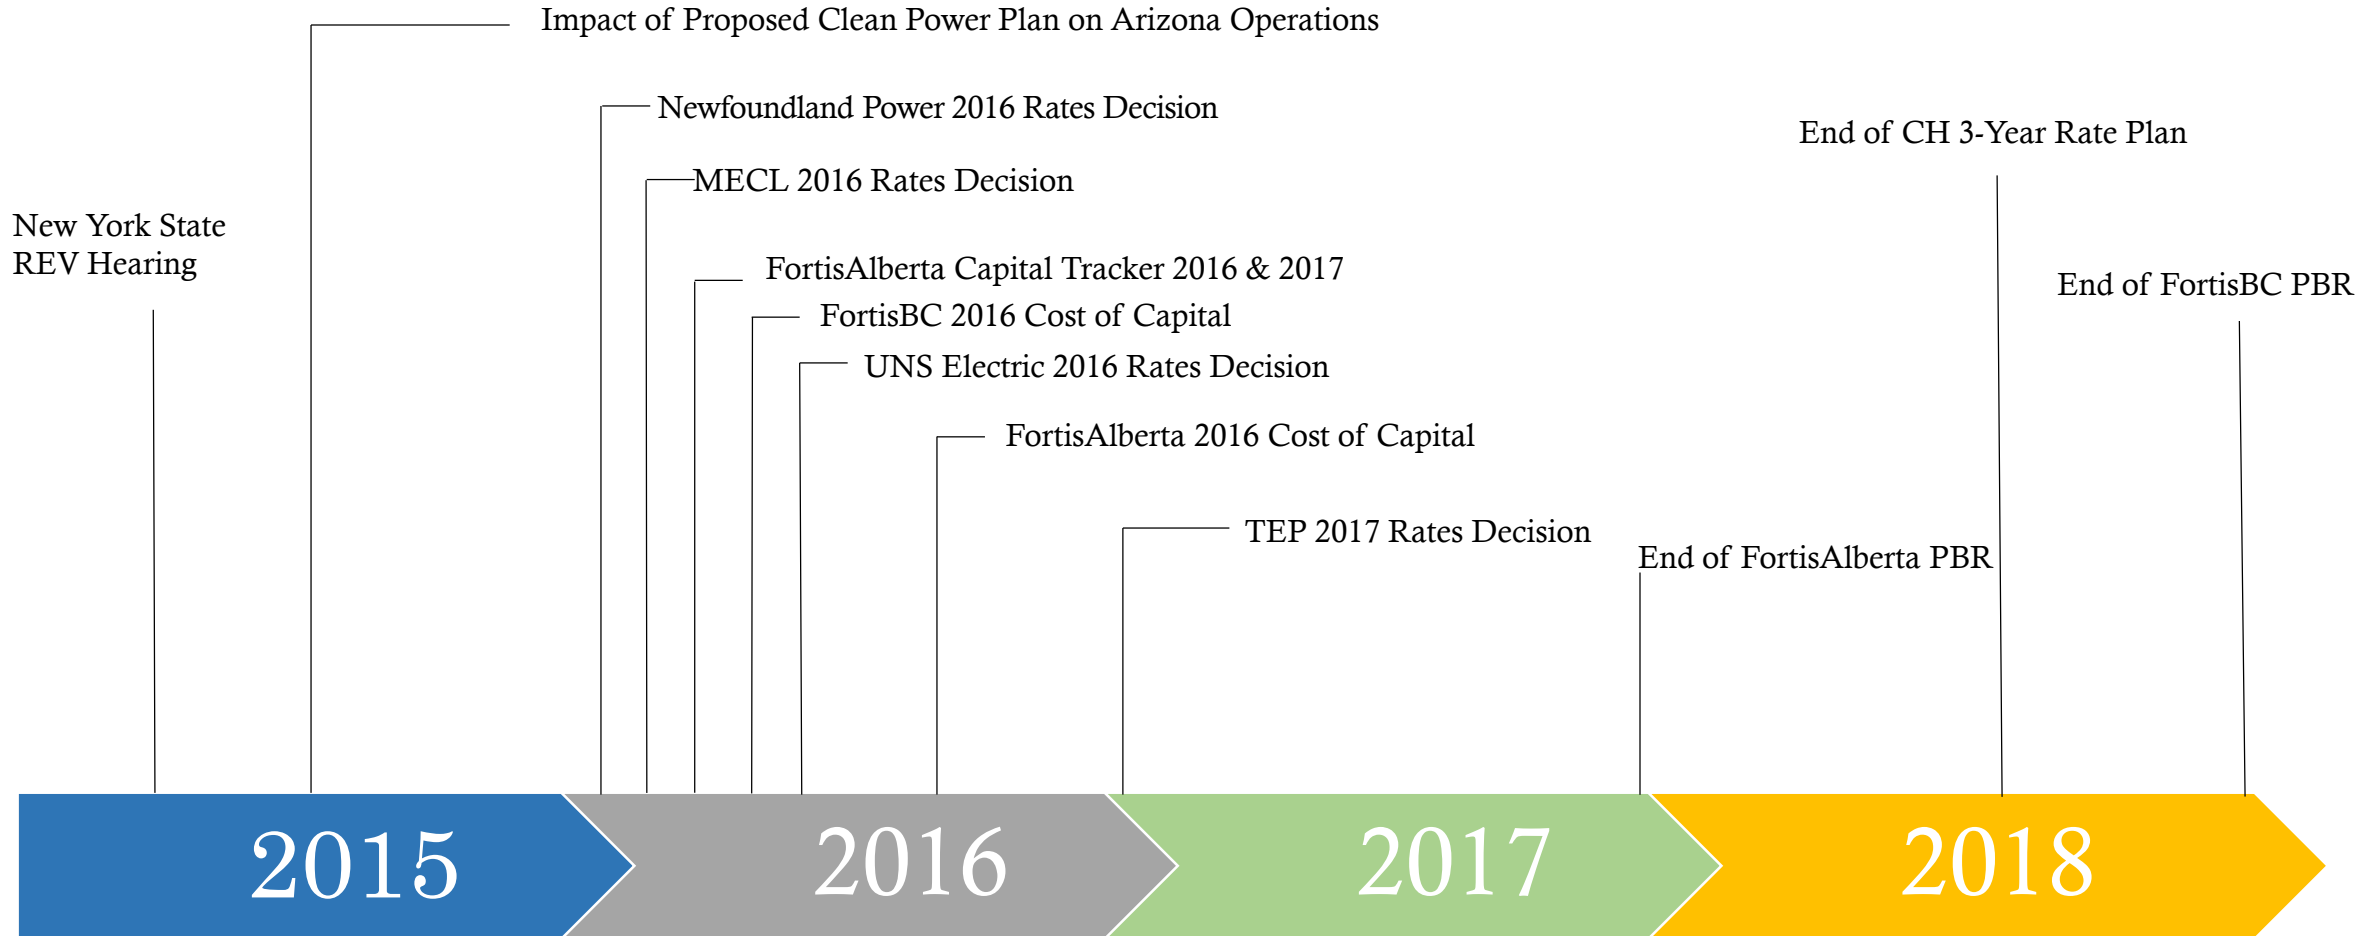 Impact of Proposed Clean Power Plan on Arizona Operations
Newfoundland Power 2016 Rates Decision
End of CH 3-Year Rate Plan
MECL 2016 Rates Decision
New York State
REV Hearing
FortisAlberta Capital Tracker 2016 & 2017
End of FortisBC PBR
FortisBC 2016 Cost of Capital
UNS Electric 2016 Rates Decision
FortisAlberta 2016 Cost of Capital
TEP 2017 Rates Decision
End of FortisAlberta PBR
2015
2016
2017
2018